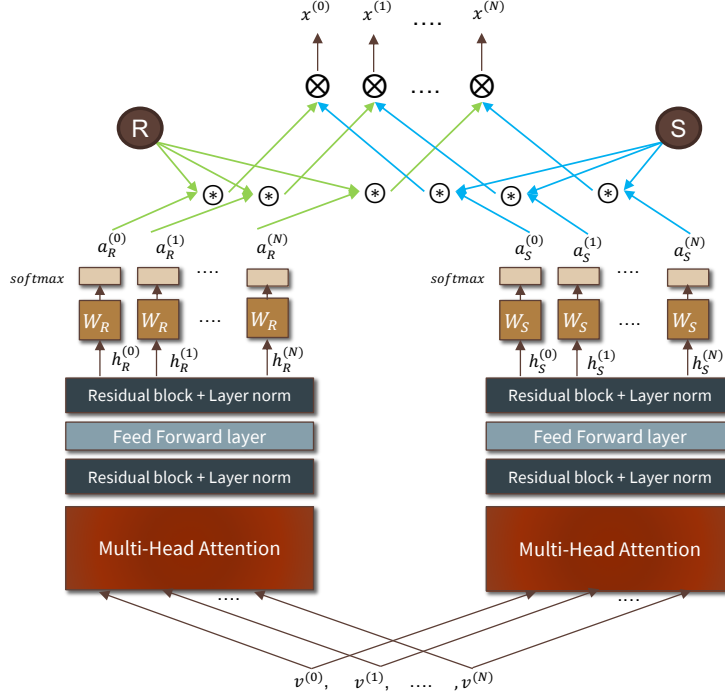 x^(0) x^(1) .... x^(N)
⊗ ⊗ .... ⊗
R S
⊛ ⊛ ⊛ ⊛ ⊛ ⊛
a_R^(0) a_R^(1) .... a_R^(N) a_S^(0) a_S^(1) .... a_S^(N)
softmax softmax
W_R W_R .... W_R W_S W_S .... W_S
h_R^(0) h_R^(1) h_R^(N) h_S^(0) h_S^(1) h_S^(N)
Residual block + Layer norm Residual block + Layer norm
Feed Forward layer Feed Forward layer
Residual block + Layer norm Residual block + Layer norm
Multi-Head Attention Multi-Head Attention
.... ....
v^(0), v^(1), .... , v^(N)